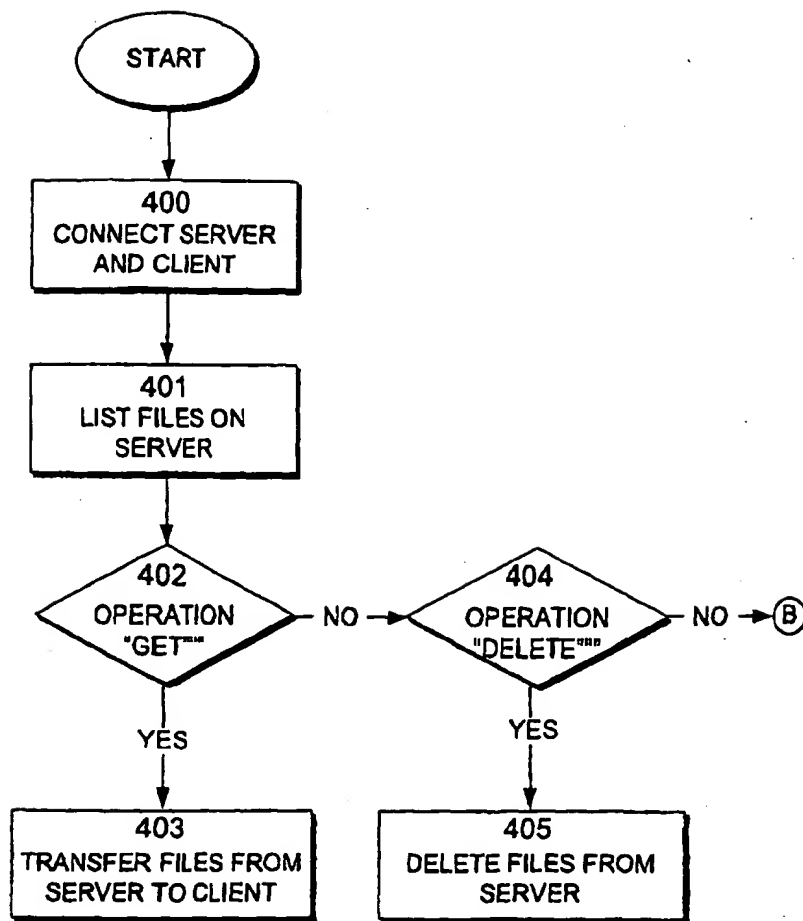 START
400
CONNECT SERVER
AND CLIENT
401
LIST FILES ON
SERVER
402
OPERATION
"GET""
NO
404
OPERATION
"DELETE"""
NO
B
YES
YES
403
TRANSFER FILES FROM
SERVER TO CLIENT
405
DELETE FILES FROM
SERVER